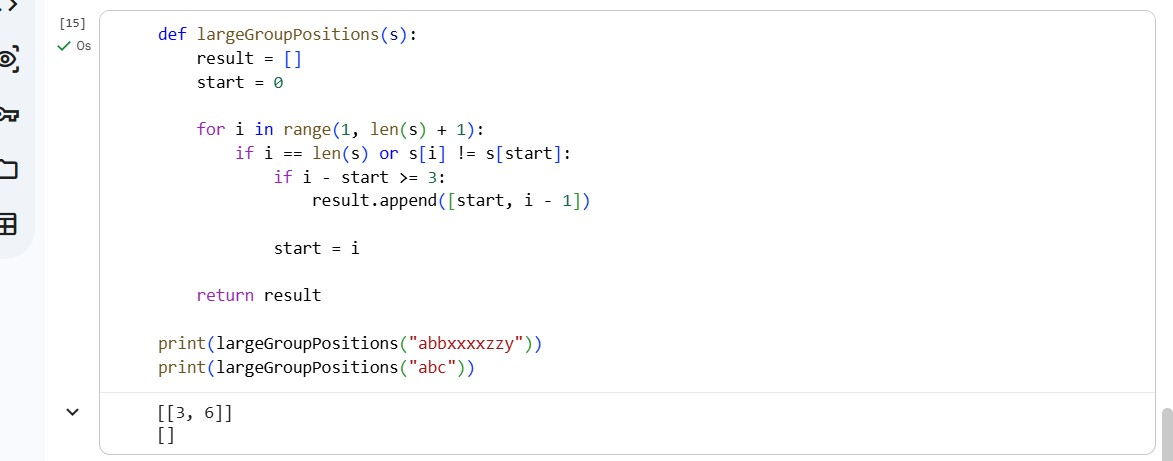 [15]
0s
def largeGroupPositions(s):
    result = []
    start = 0

    for i in range(1, len(s) + 1):
        if i == len(s) or s[i] != s[start]:
            if i - start >= 3:
                result.append([start, i - 1])

            start = i

    return result

print(largeGroupPositions("abbxxxxzzy"))
print(largeGroupPositions("abc"))
[[3, 6]]
[]